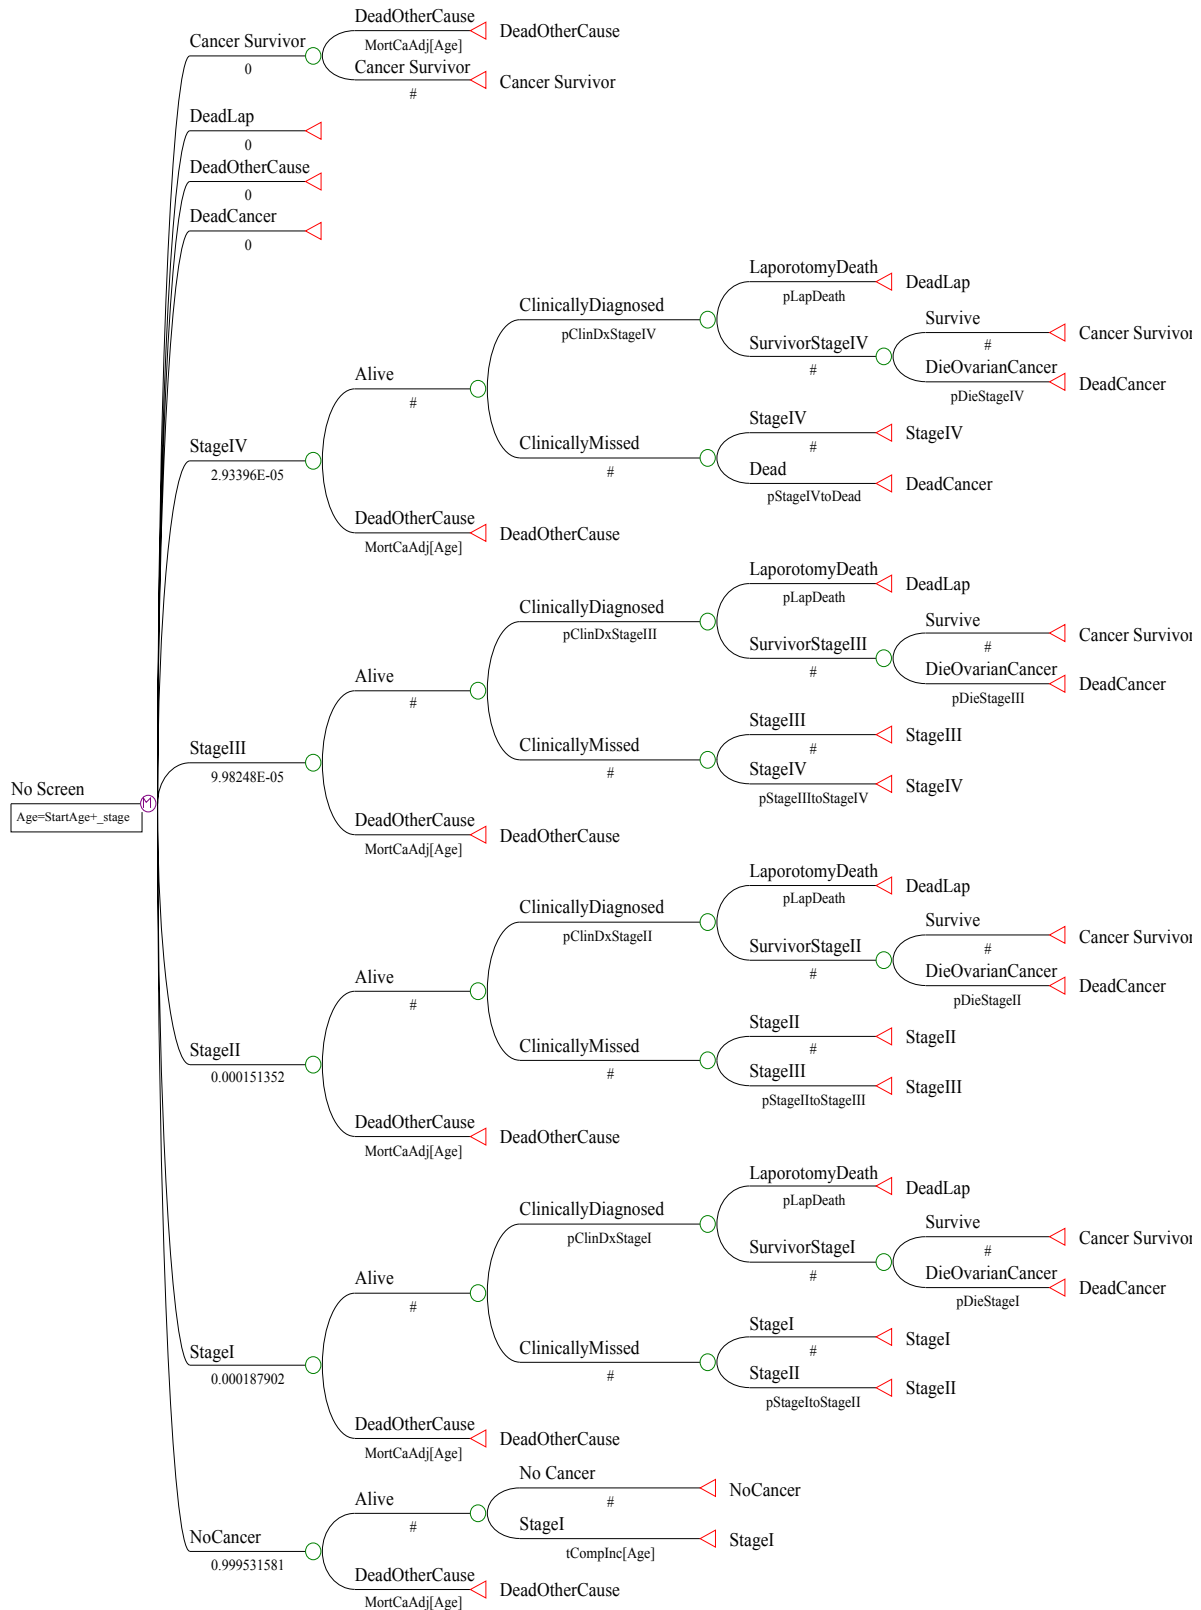 DeadOtherCause
MortCaAdj[Age]
DeadOtherCause
Cancer Survivor
0
Cancer Survivor
#
Cancer Survivor
DeadLap
0
DeadOtherCause
0
DeadCancer
0
LaporotomyDeath
pLapDeath
DeadLap
ClinicallyDiagnosed
pClinDxStageIV
Survive
#
Cancer Survivor
SurvivorStageIV
#
DieOvarianCancer
pDieStageIV
DeadCancer
Alive
#
StageIV
#
StageIV
ClinicallyMissed
#
Dead
pStageIVtoDead
DeadCancer
StageIV
2.93396E-05
DeadOtherCause
MortCaAdj[Age]
DeadOtherCause
LaporotomyDeath
pLapDeath
DeadLap
ClinicallyDiagnosed
pClinDxStageIII
Survive
#
Cancer Survivor
SurvivorStageIII
#
DieOvarianCancer
pDieStageIII
DeadCancer
Alive
#
StageIII
#
StageIII
ClinicallyMissed
#
StageIV
pStageIIItoStageIV
StageIV
StageIII
9.98248E-05
No Screen
M
Age=StartAge+_stage
DeadOtherCause
MortCaAdj[Age]
DeadOtherCause
LaporotomyDeath
pLapDeath
DeadLap
ClinicallyDiagnosed
pClinDxStageII
Survive
#
Cancer Survivor
SurvivorStageII
#
DieOvarianCancer
pDieStageII
DeadCancer
Alive
#
StageII
#
StageII
ClinicallyMissed
#
StageIII
pStageIItoStageIII
StageIII
StageII
0.000151352
DeadOtherCause
MortCaAdj[Age]
DeadOtherCause
LaporotomyDeath
pLapDeath
DeadLap
ClinicallyDiagnosed
pClinDxStageI
Survive
#
Cancer Survivor
SurvivorStageI
#
DieOvarianCancer
pDieStageI
DeadCancer
Alive
#
StageI
#
StageI
ClinicallyMissed
#
StageII
pStageItoStageII
StageII
StageI
0.000187902
DeadOtherCause
MortCaAdj[Age]
DeadOtherCause
No Cancer
#
NoCancer
Alive
#
StageI
tCompInc[Age]
StageI
NoCancer
0.999531581
DeadOtherCause
MortCaAdj[Age]
DeadOtherCause